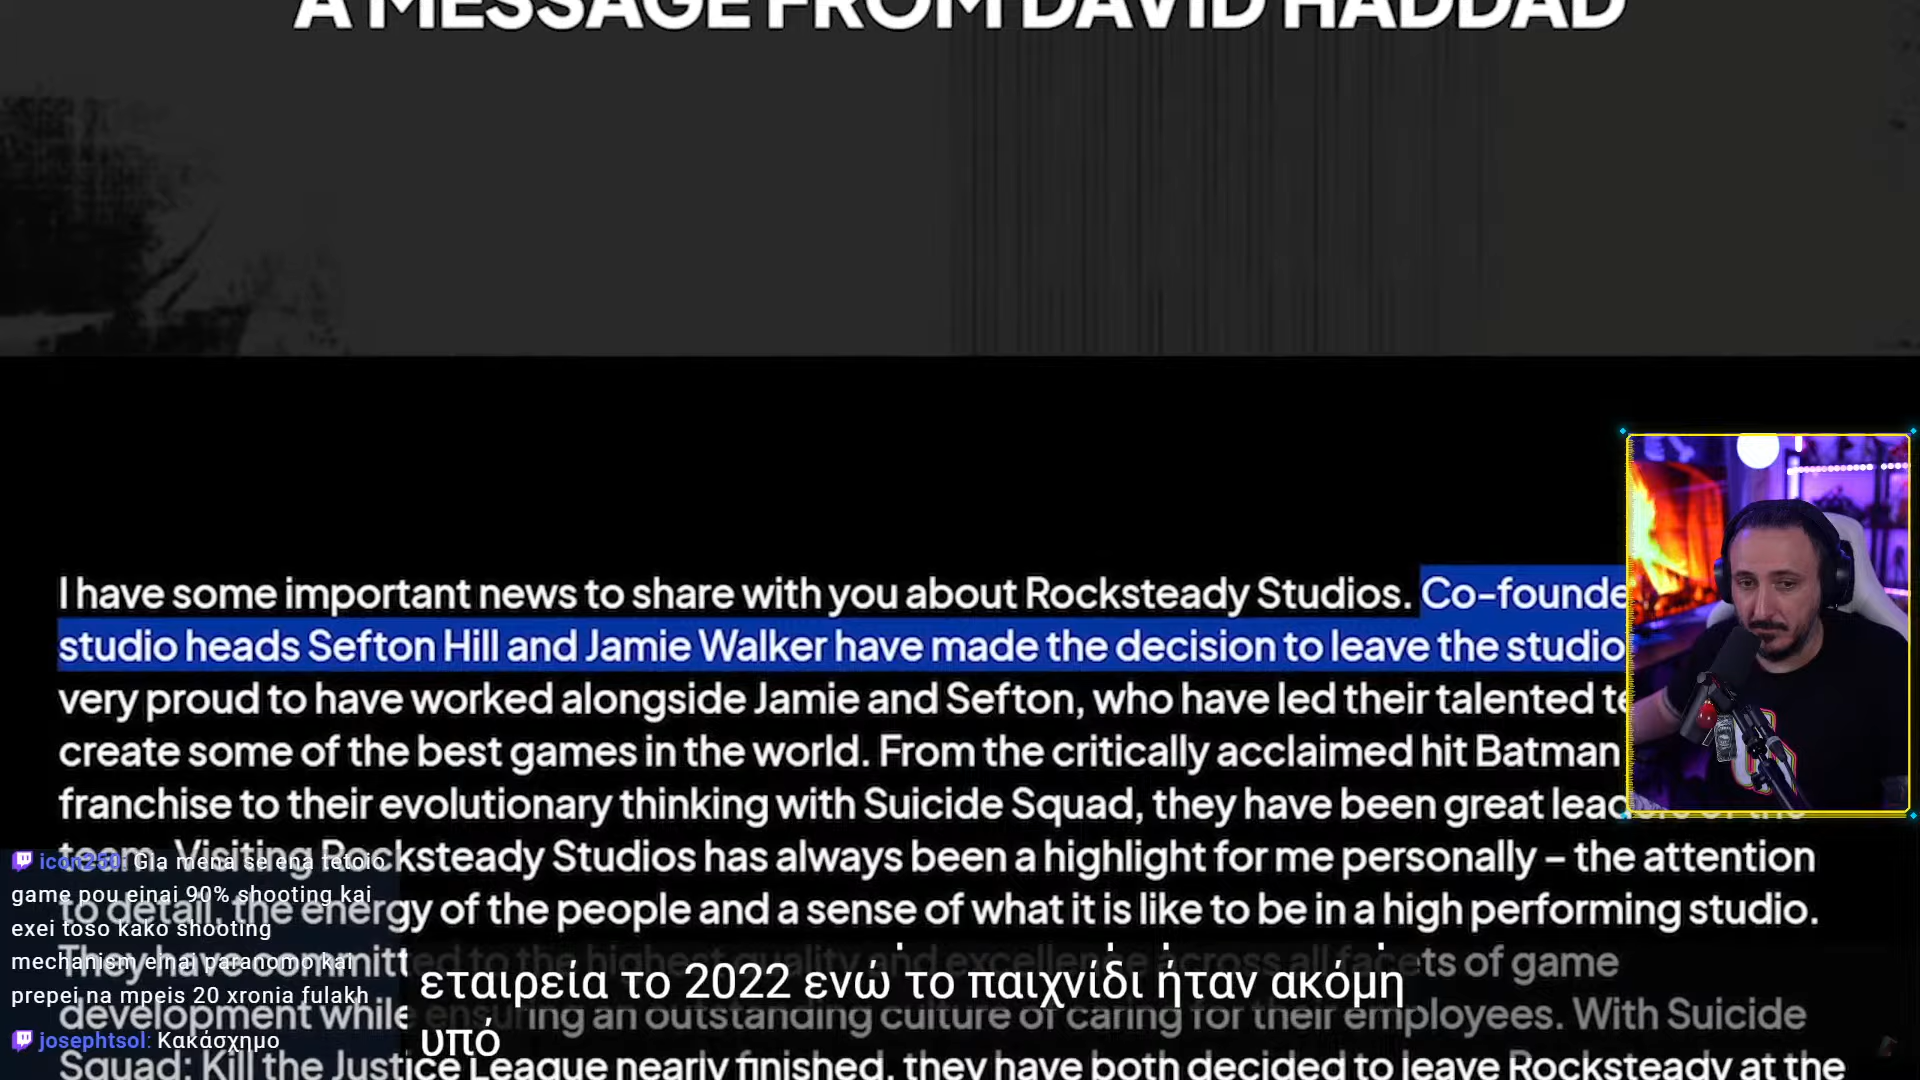 A MESSAGE FROM DAVID HADDAD
I have some important news to share with you about Rocksteady Studios. Co-founde
studio heads Sefton Hill and Jamie Walker have made the decision to leave the studio
very proud to have worked alongside Jamie and Sefton, who have led their talented te
create some of the best games in the world. From the critically acclaimed hit Batman
franchise to their evolutionary thinking with Suicide Squad, they have been great leaders of the
team. Visiting Rocksteady Studios has always been a highlight for me personally – the attention
to detail, the energy of the people and a sense of what it is like to be in a high performing studio.
They have committed to the highest quality and excellence across all facets of game
development while ensuring an outstanding culture of caring for their employees. With Suicide
Squad: Kill the Justice League nearly finished, they have both decided to leave Rocksteady at the
icon250: Gia mena se ena tetoio
game pou einai 90% shooting kai
exei toso kako shooting
mechanism einai paranomo kai
prepei na mpeis 20 xronia fulakh
josephtsol: Κακάσχημο
εταιρεία το 2022 ενώ το παιχνίδι ήταν ακόμη
υπό